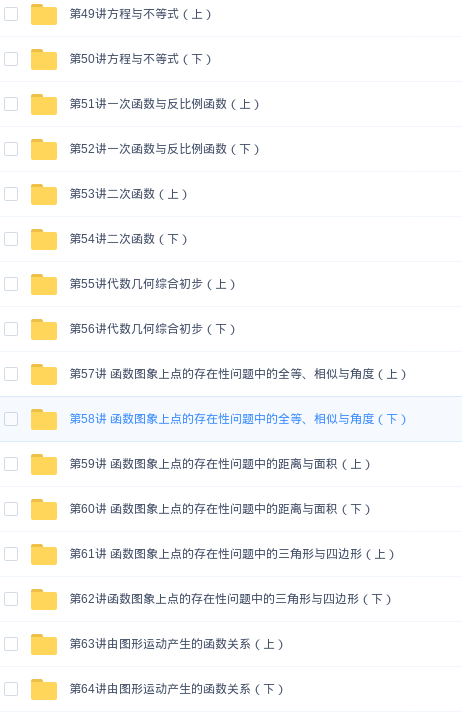 第49讲方程与不等式（上）
第50讲方程与不等式（下）
第51讲一次函数与反比例函数（上）
第52讲一次函数与反比例函数（下）
第53讲二次函数（上）
第54讲二次函数（下）
第55讲代数几何综合初步（上）
第56讲代数几何综合初步（下）
第57讲 函数图象上点的存在性问题中的全等、相似与角度（上）
第58讲 函数图象上点的存在性问题中的全等、相似与角度（下）
第59讲 函数图象上点的存在性问题中的距离与面积（上）
第60讲 函数图象上点的存在性问题中的距离与面积（下）
第61讲 函数图象上点的存在性问题中的三角形与四边形（上）
第62讲函数图象上点的存在性问题中的三角形与四边形（下）
第63讲由图形运动产生的函数关系（上）
第64讲由图形运动产生的函数关系（下）